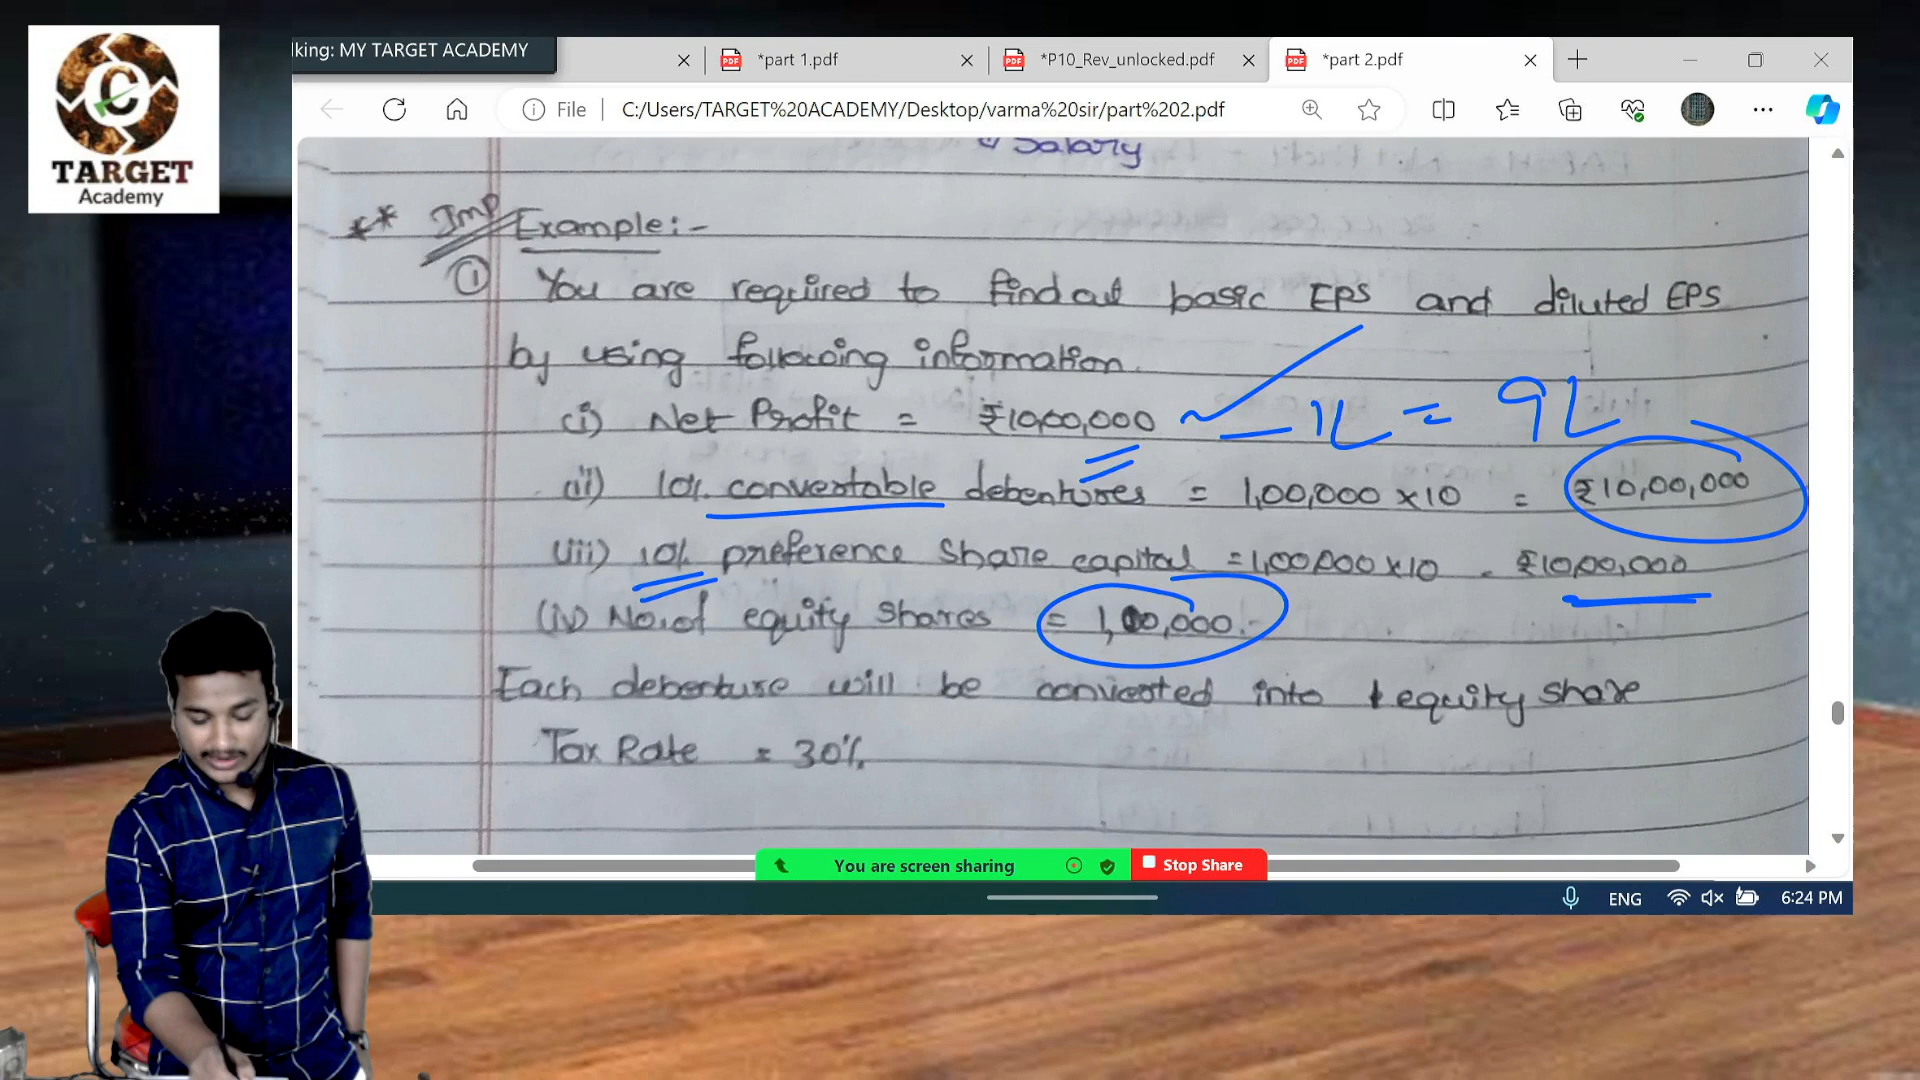 TARGET
Academy
lking: MY TARGET ACADEMY
*part 1.pdf
*P10_Rev_unlocked.pdf
*part 2.pdf
File
C:/Users/TARGET%20ACADEMY/Desktop/varma%20sir/part%202.pdf
Salary
** Imp Example:-
① You are required to find out basic EPS and diluted EPS
by using following information.
(i) Net Profit = ₹10,00,000 - 1L = 9L
(ii) 10% convertable debentures = 1,00,000 x10 = ₹10,00,000
(iii) 10% preference share capital =1,00,000 x10 = ₹10,00,000
(iv) No. of equity shares = 1,00,000.-
Each debenture will be converted into 1 equity share
Tax Rate = 30%
You are screen sharing
Stop Share
ENG
6:24 PM